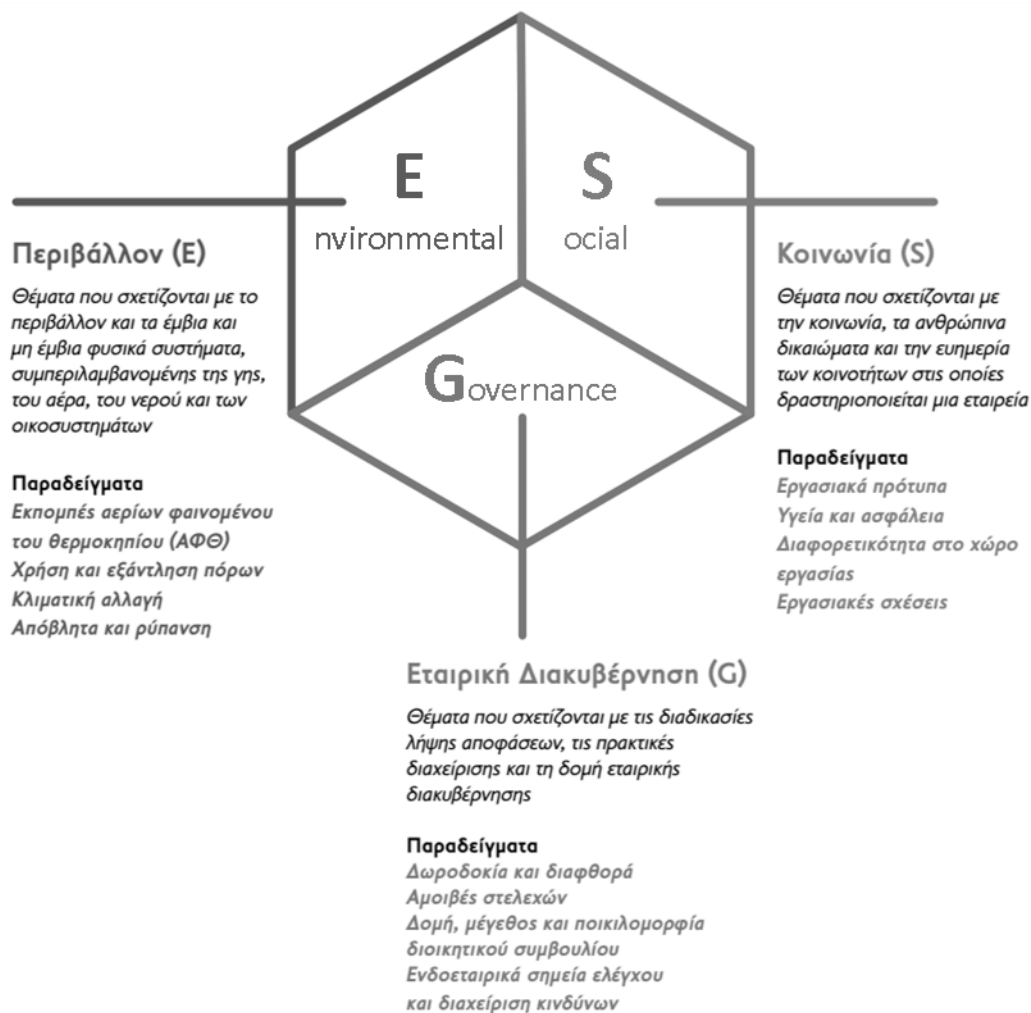 E
nvironmental
S
ocial
Governance
Περιβάλλον (E)
Θέματα που σχετίζονται με το
περιβάλλον και τα έμβια και
μη έμβια φυσικά συστήματα,
συμπεριλαμβανομένης της γης,
του αέρα, του νερού και των
οικοσυστημάτων
Παραδείγματα
Εκπομπές αερίων φαινομένου
του θερμοκηπίου (ΑΦΘ)
Χρήση και εξάντληση πόρων
Κλιματική αλλαγή
Απόβλητα και ρύπανση
Κοινωνία (S)
Θέματα που σχετίζονται με
την κοινωνία, τα ανθρώπινα
δικαιώματα και την ευημερία
των κοινοτήτων στις οποίες
δραστηριοποιείται μια εταιρεία
Παραδείγματα
Εργασιακά πρότυπα
Υγεία και ασφάλεια
Διαφορετικότητα στο χώρο
εργασίας
Εργασιακές σχέσεις
Εταιρική Διακυβέρνηση (G)
Θέματα που σχετίζονται με τις διαδικασίες
λήψης αποφάσεων, τις πρακτικές
διαχείρισης και τη δομή εταιρικής
διακυβέρνησης
Παραδείγματα
Δωροδοκία και διαφθορά
Αμοιβές στελεχών
Δομή, μέγεθος και ποικιλομορφία
διοικητικού συμβουλίου
Ενδοεταιρικά σημεία ελέγχου
και διαχείριση κινδύνων